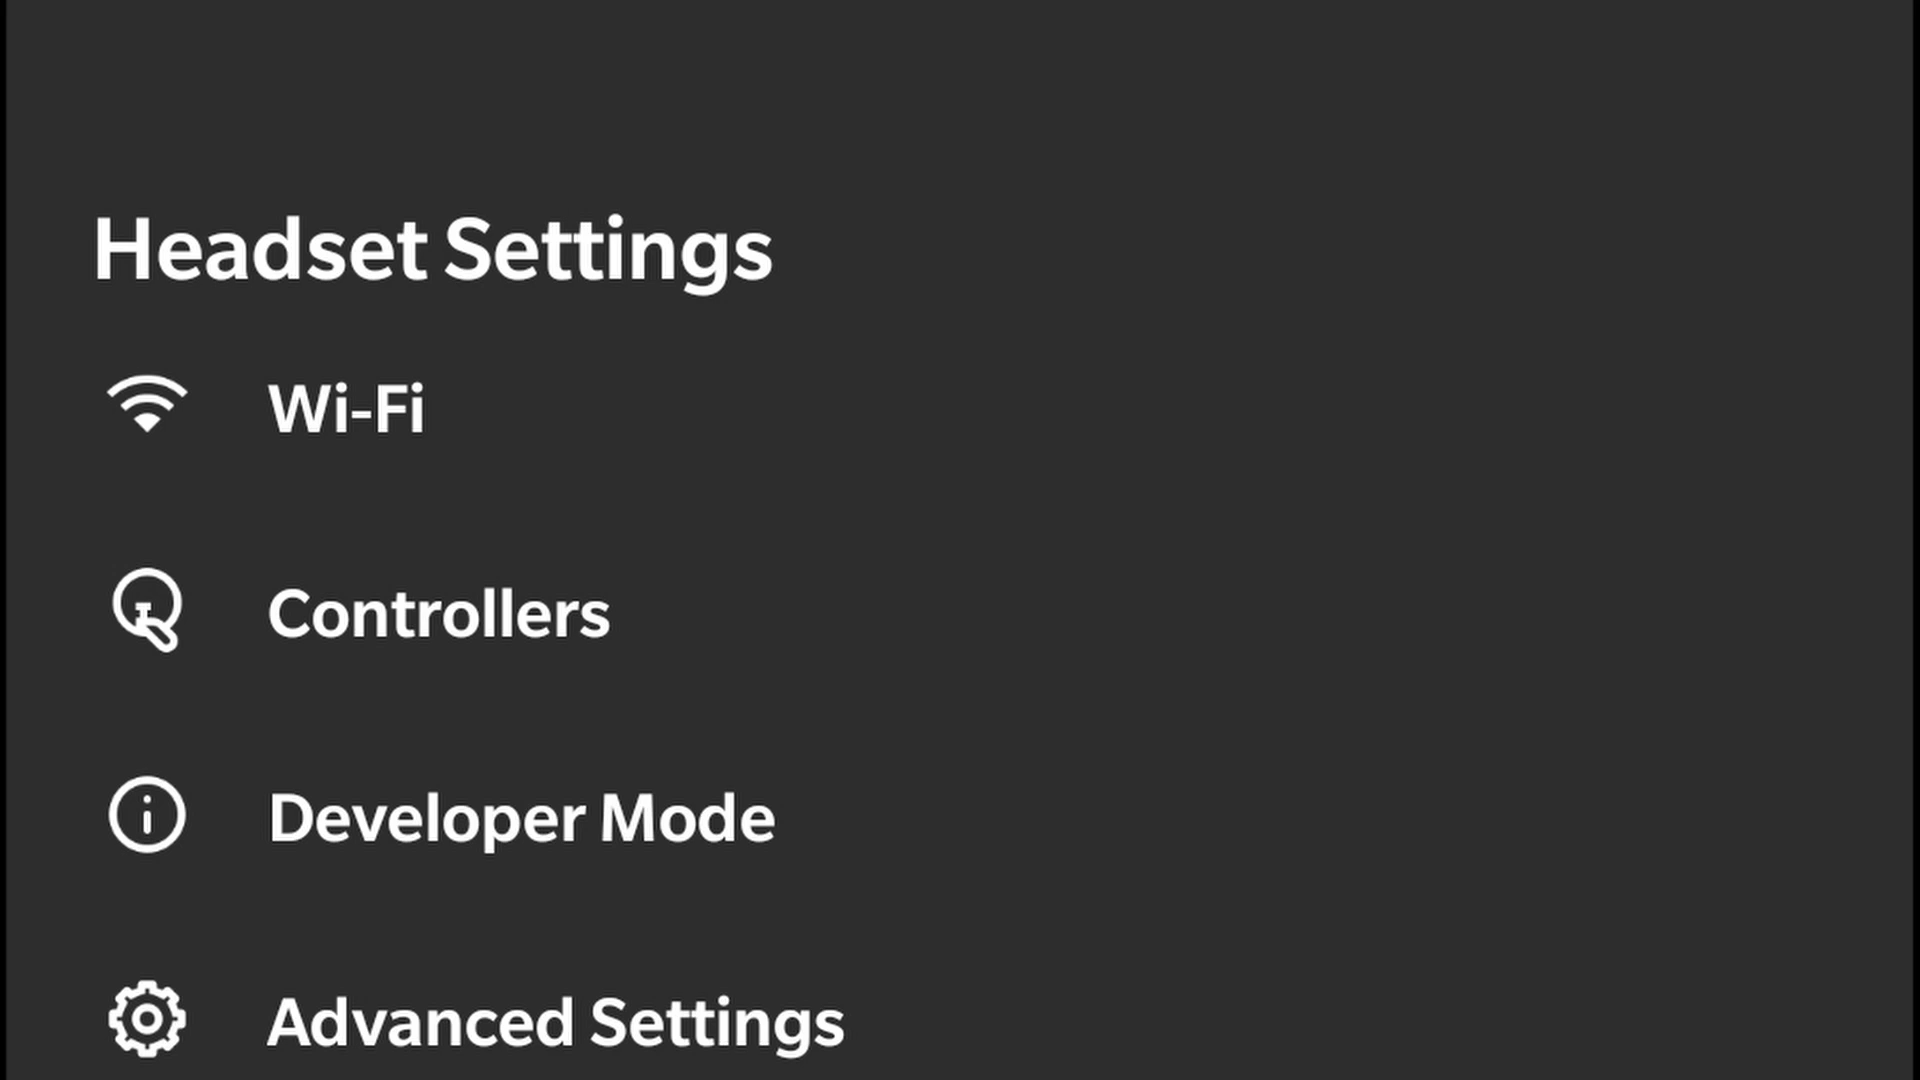 Headset Settings
Wi-Fi
Controllers
Developer Mode
Advanced Settings